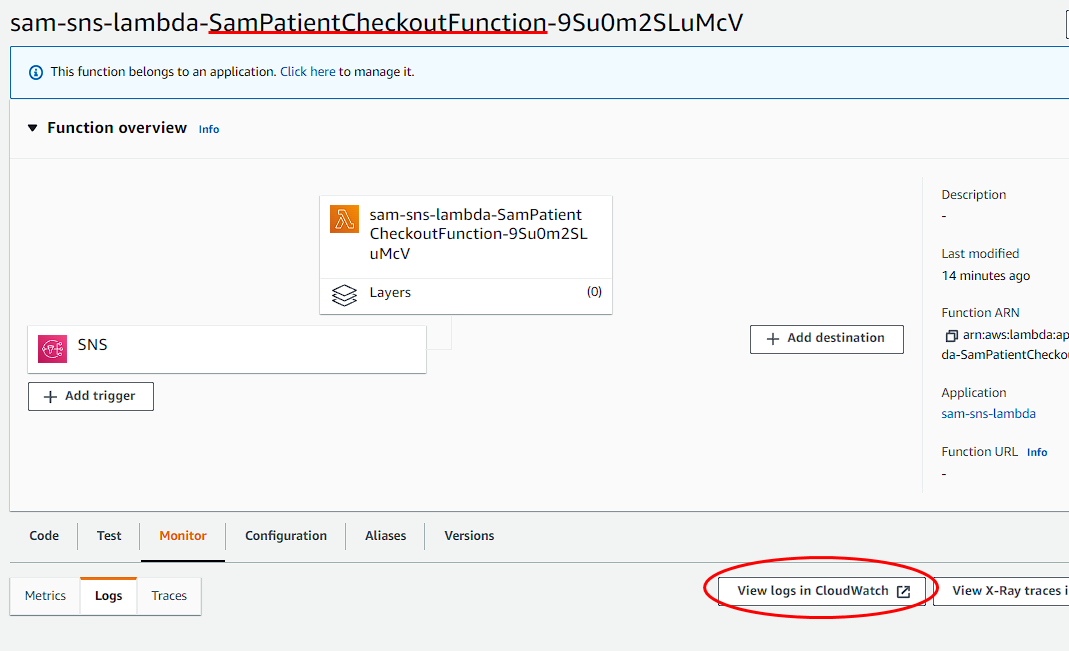 sam-sns-lambda-SamPatientCheckoutFunction-9Su0m2SLuMcV
This function belongs to an application. Click here to manage it.
Function overview Info
sam-sns-lambda-SamPatient
CheckoutFunction-9Su0m2SL
uMcV
Layers (0)
SNS
Add trigger
Add destination
Description
-
Last modified
14 minutes ago
Function ARN
arn:aws:lambda:ap
da-SamPatientCheckou
Application
sam-sns-lambda
Function URL Info
-
Code Test Monitor Configuration Aliases Versions
Metrics Logs Traces View logs in CloudWatch View X-Ray traces i